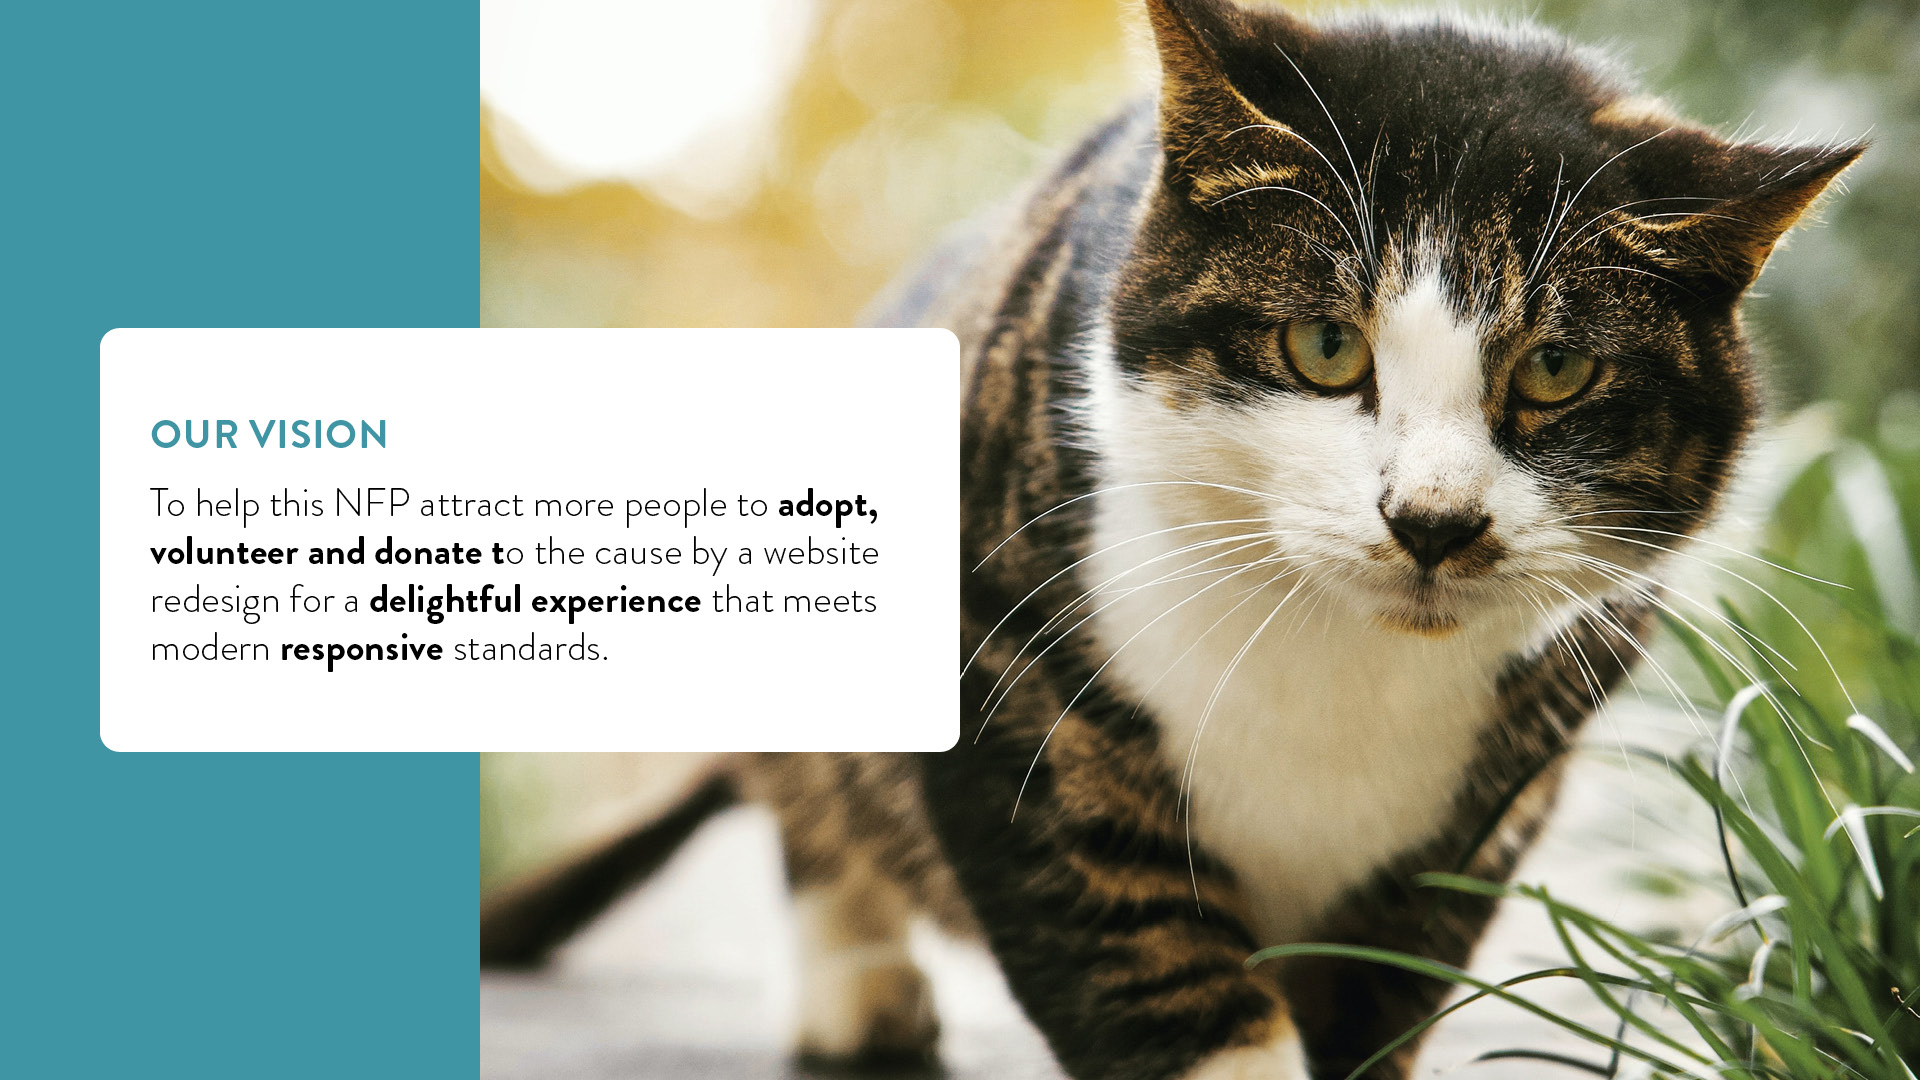 OUR VISION
To help this NFP attract more people to adopt,
volunteer and donate to the cause by a website
redesign for a delightful experience that meets
modern responsive standards.